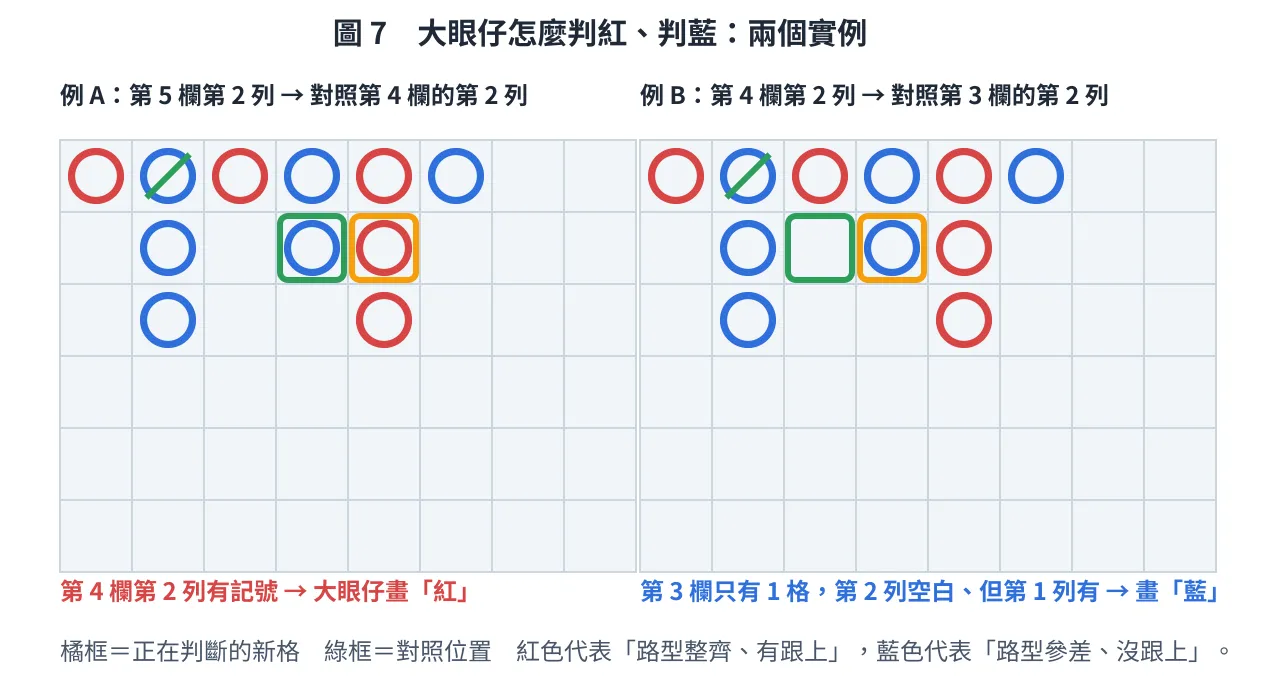 圖 7　大眼仔怎麼判紅、判藍：兩個實例
例 A：第 5 欄第 2 列 → 對照第 4 欄的第 2 列
例 B：第 4 欄第 2 列 → 對照第 3 欄的第 2 列
第 4 欄第 2 列有記號 → 大眼仔畫「紅」
第 3 欄只有 1 格，第 2 列空白、但第 1 列有 → 畫「藍」
橘框＝正在判斷的新格　綠框＝對照位置　紅色代表「路型整齊、有跟上」，藍色代表「路型參差、沒跟上」。